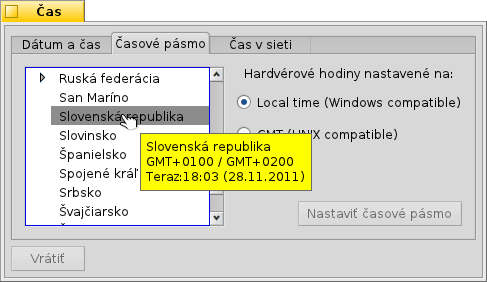 Čas
Dátum a čas
Časové pásmo
Čas v sieti
Ruská federácia
San Maríno
Slovenská republika
Slovinsko
Španielsko
Spojené kráľ
Srbsko
Švajčiarsko
Hardvérové hodiny nastavené na:
Local time (Windows compatible)
GMT (UNIX compatible)
Slovenská republika
GMT+0100 / GMT+0200
Teraz:18:03 (28.11.2011)
Nastaviť časové pásmo
Vrátiť